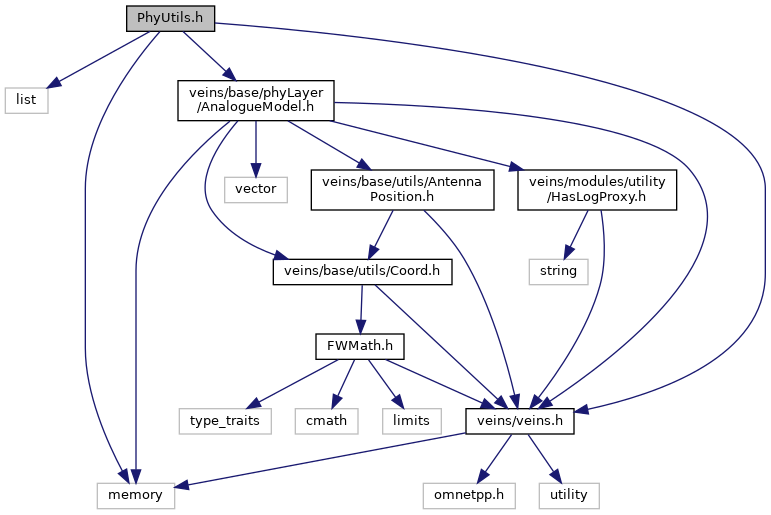 PhyUtils.h
list
veins/base/phyLayer
/AnalogueModel.h
vector
veins/base/utils/Antenna
Position.h
veins/modules/utility
/HasLogProxy.h
veins/base/utils/Coord.h
string
FWMath.h
type_traits
cmath
limits
veins/veins.h
memory
omnetpp.h
utility